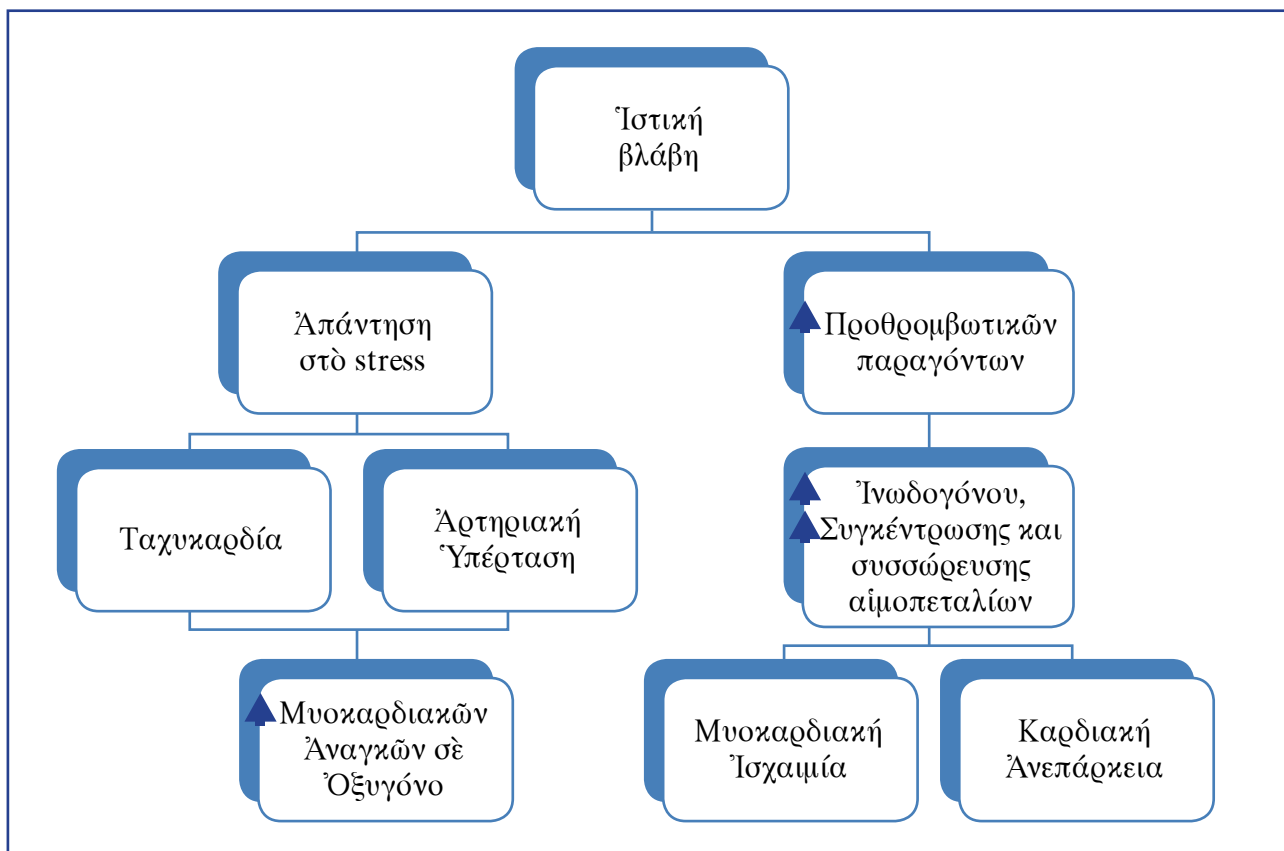 Ἱστική
βλάβη
Ἀπάντηση
στὸ stress
Προθρομβωτικῶν
παραγόντων
Ταχυκαρδία
Ἀρτηριακή
Ὑπέρταση
Ἰνωδογόνου,
Συγκέντρωσης και
συσσώρευσης
αἱμοπεταλίων
Μυοκαρδιακῶν
Ἀναγκῶν σὲ
Ὀξυγόνο
Μυοκαρδιακή
Ἰσχαιμία
Καρδιακή
Ἀνεπάρκεια